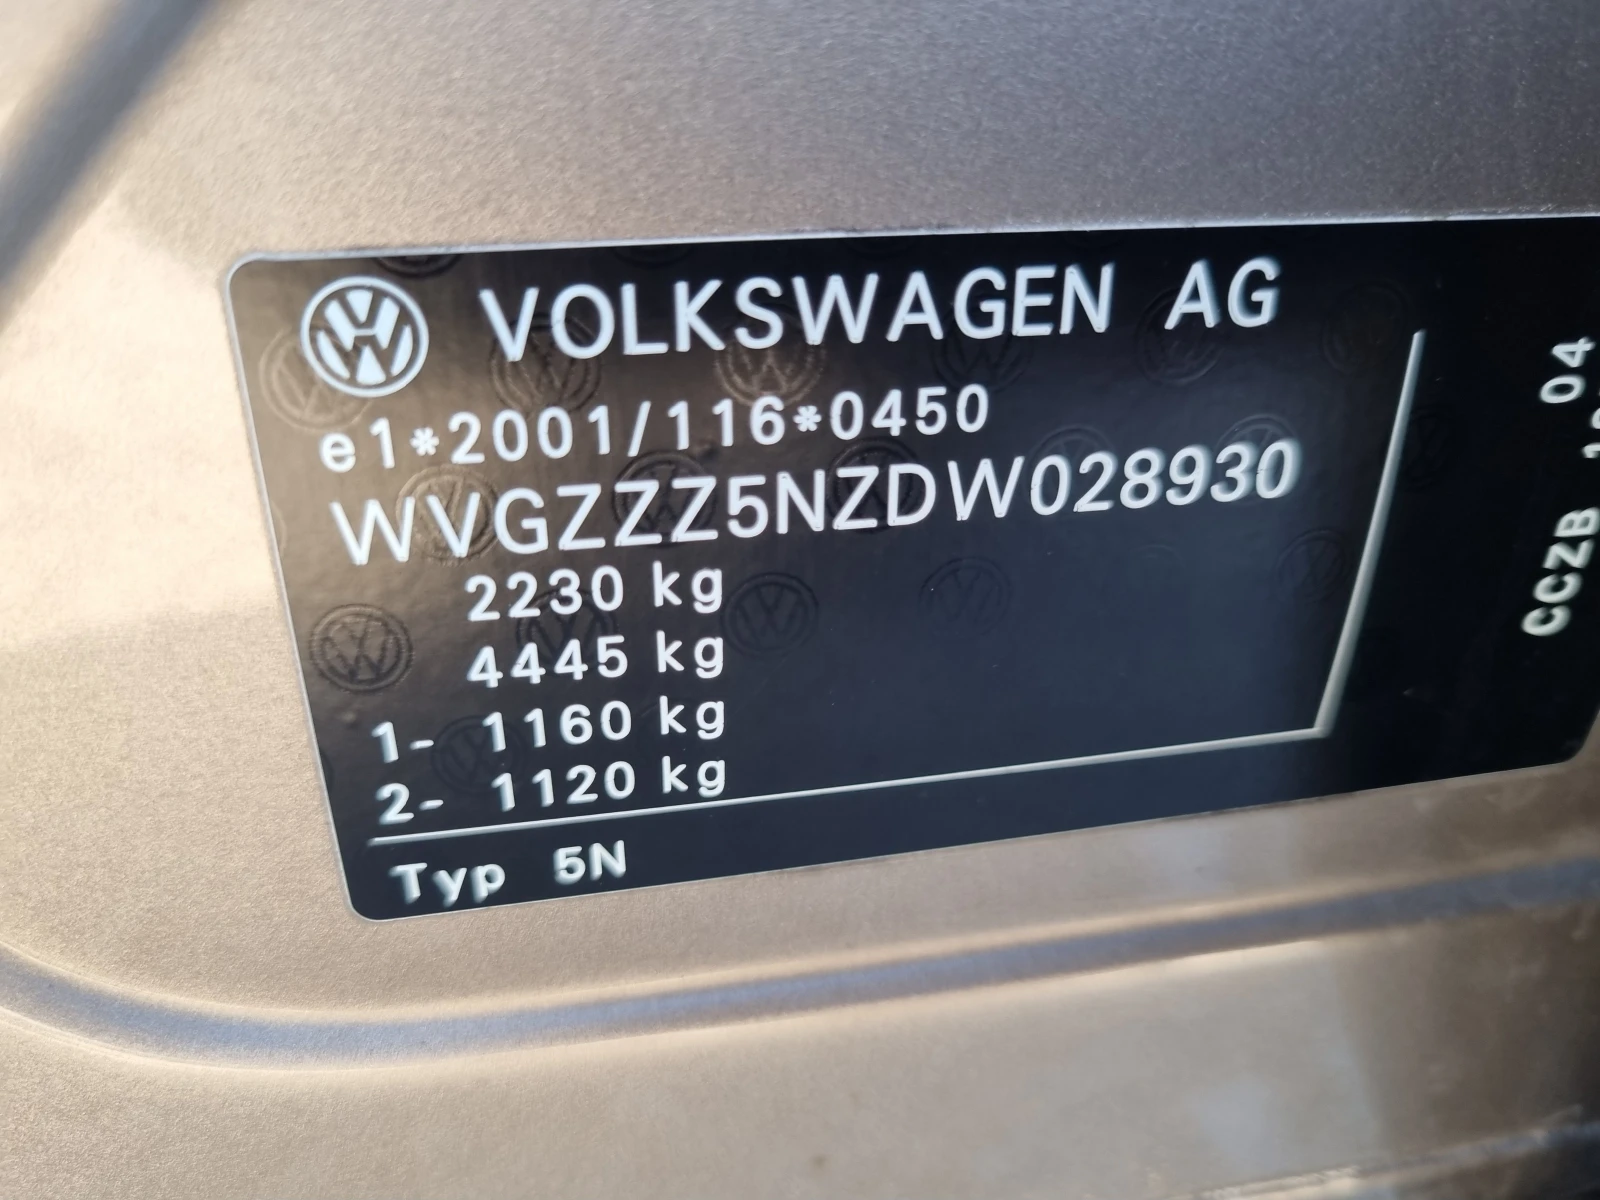 VOLKSWAGEN AG
e1*2001/116*0450
WVGZZZ5NZDW028930
2230 kg
4445 kg
1- 1160 kg
2- 1120 kg
Typ 5N
04
CCZB